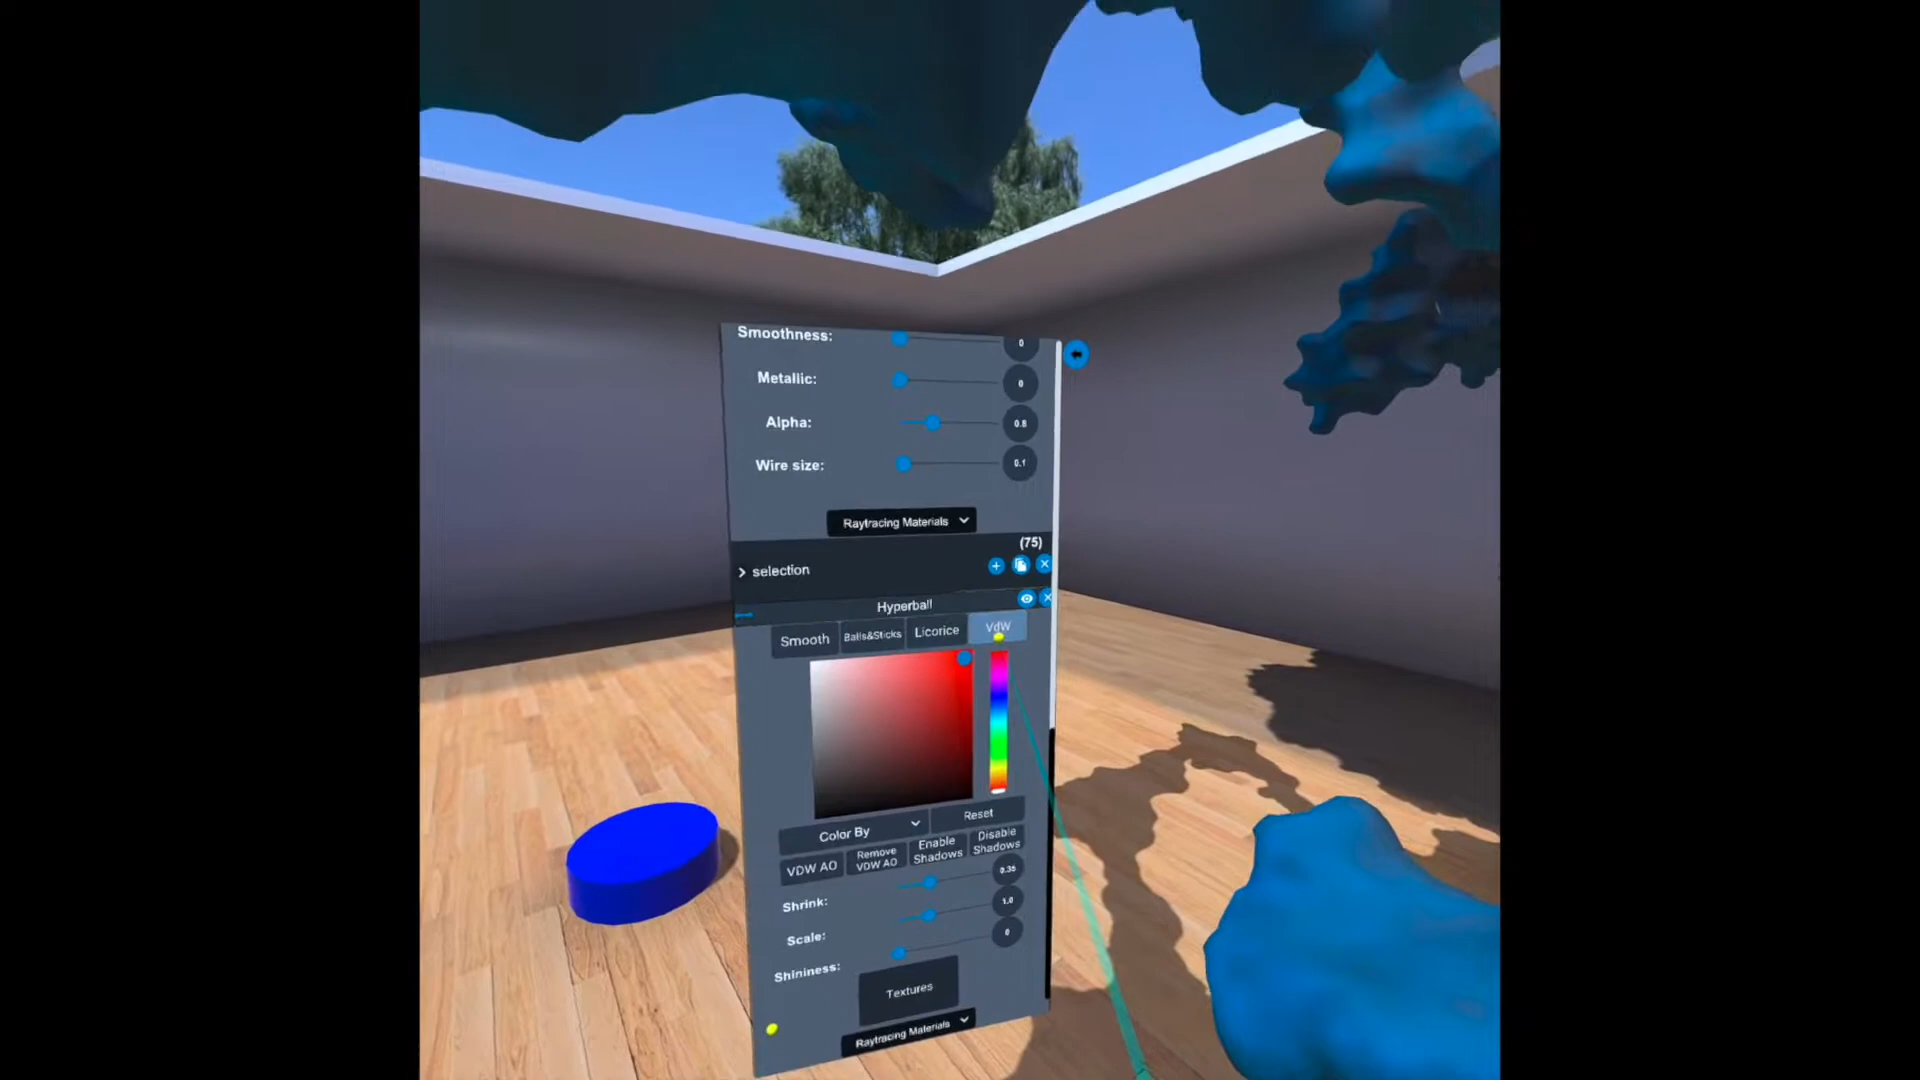 Smoothness: 0
Metallic: 0
Alpha: 0.8
Wire size: 0.1
Raytracing Materials
(75)
selection
Hyperball
Smooth Balls&Sticks Licorice VdW
Color By Reset
VDW AO Remove VDW AO Enable Shadows Disable Shadows
0.35
Shrink: 1.0
Scale: 0
Shininess:
Textures
Raytracing Materials